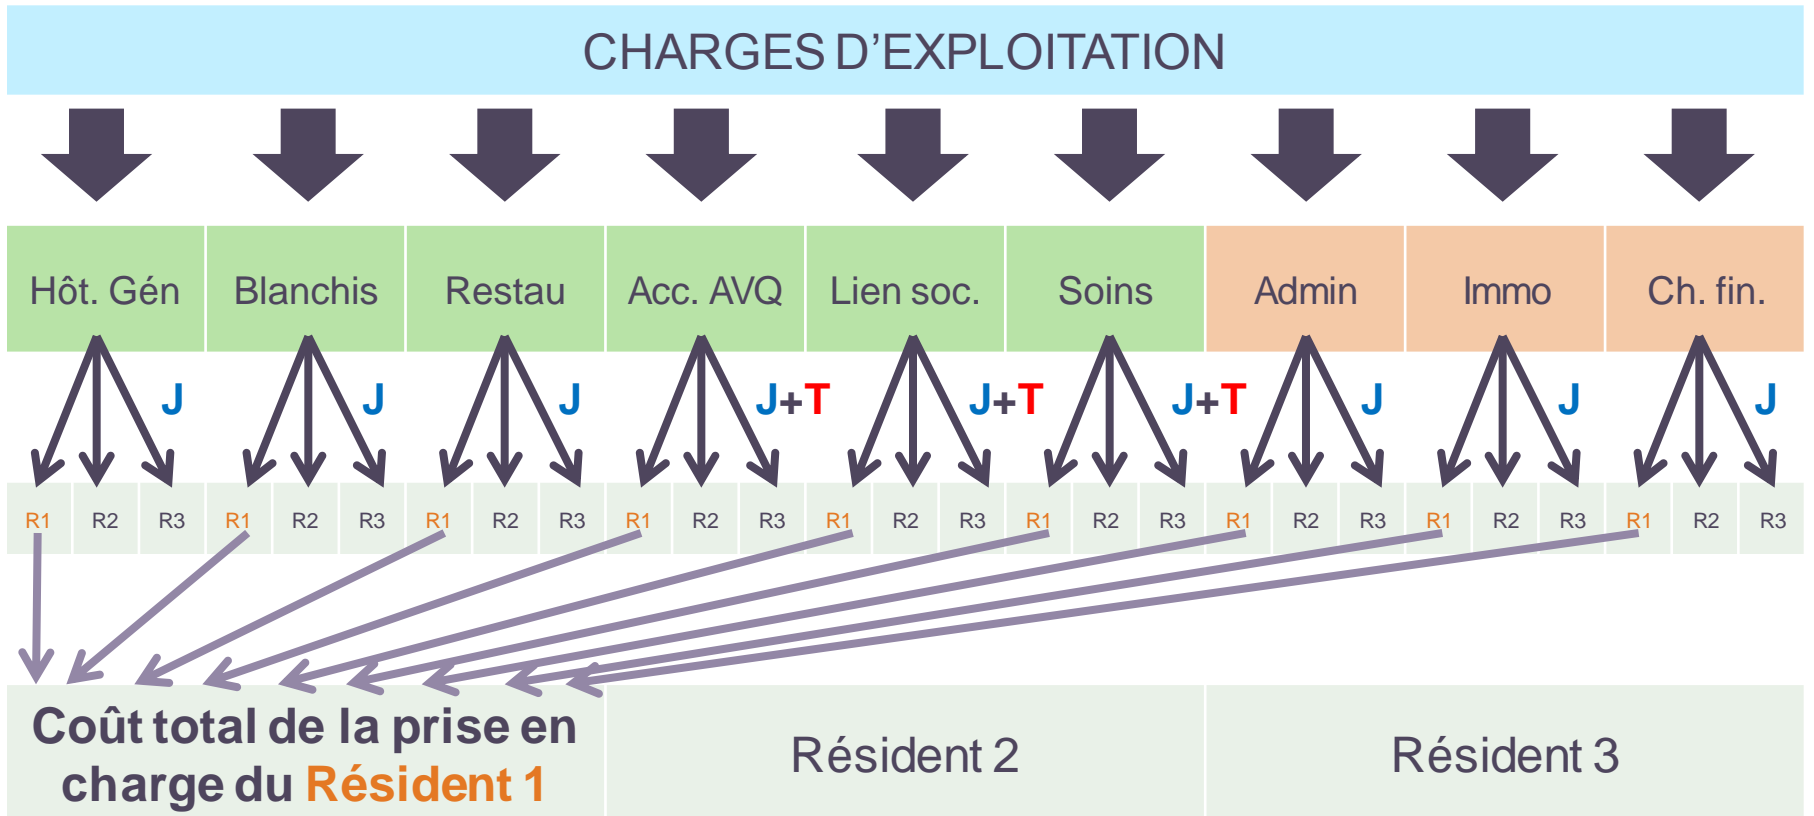 CHARGES D’EXPLOITATION
Hôt. Gén Blanchis Restau Acc. AVQ Lien soc. Soins Admin Immo Ch. fin.
J J J J+T J+T J+T J J J
R1 R2 R3 R1 R2 R3 R1 R2 R3 R1 R2 R3 R1 R2 R3 R1 R2 R3 R1 R2 R3 R1 R2 R3 R1 R2 R3
Coût total de la prise en
charge du Résident 1
Résident 2
Résident 3